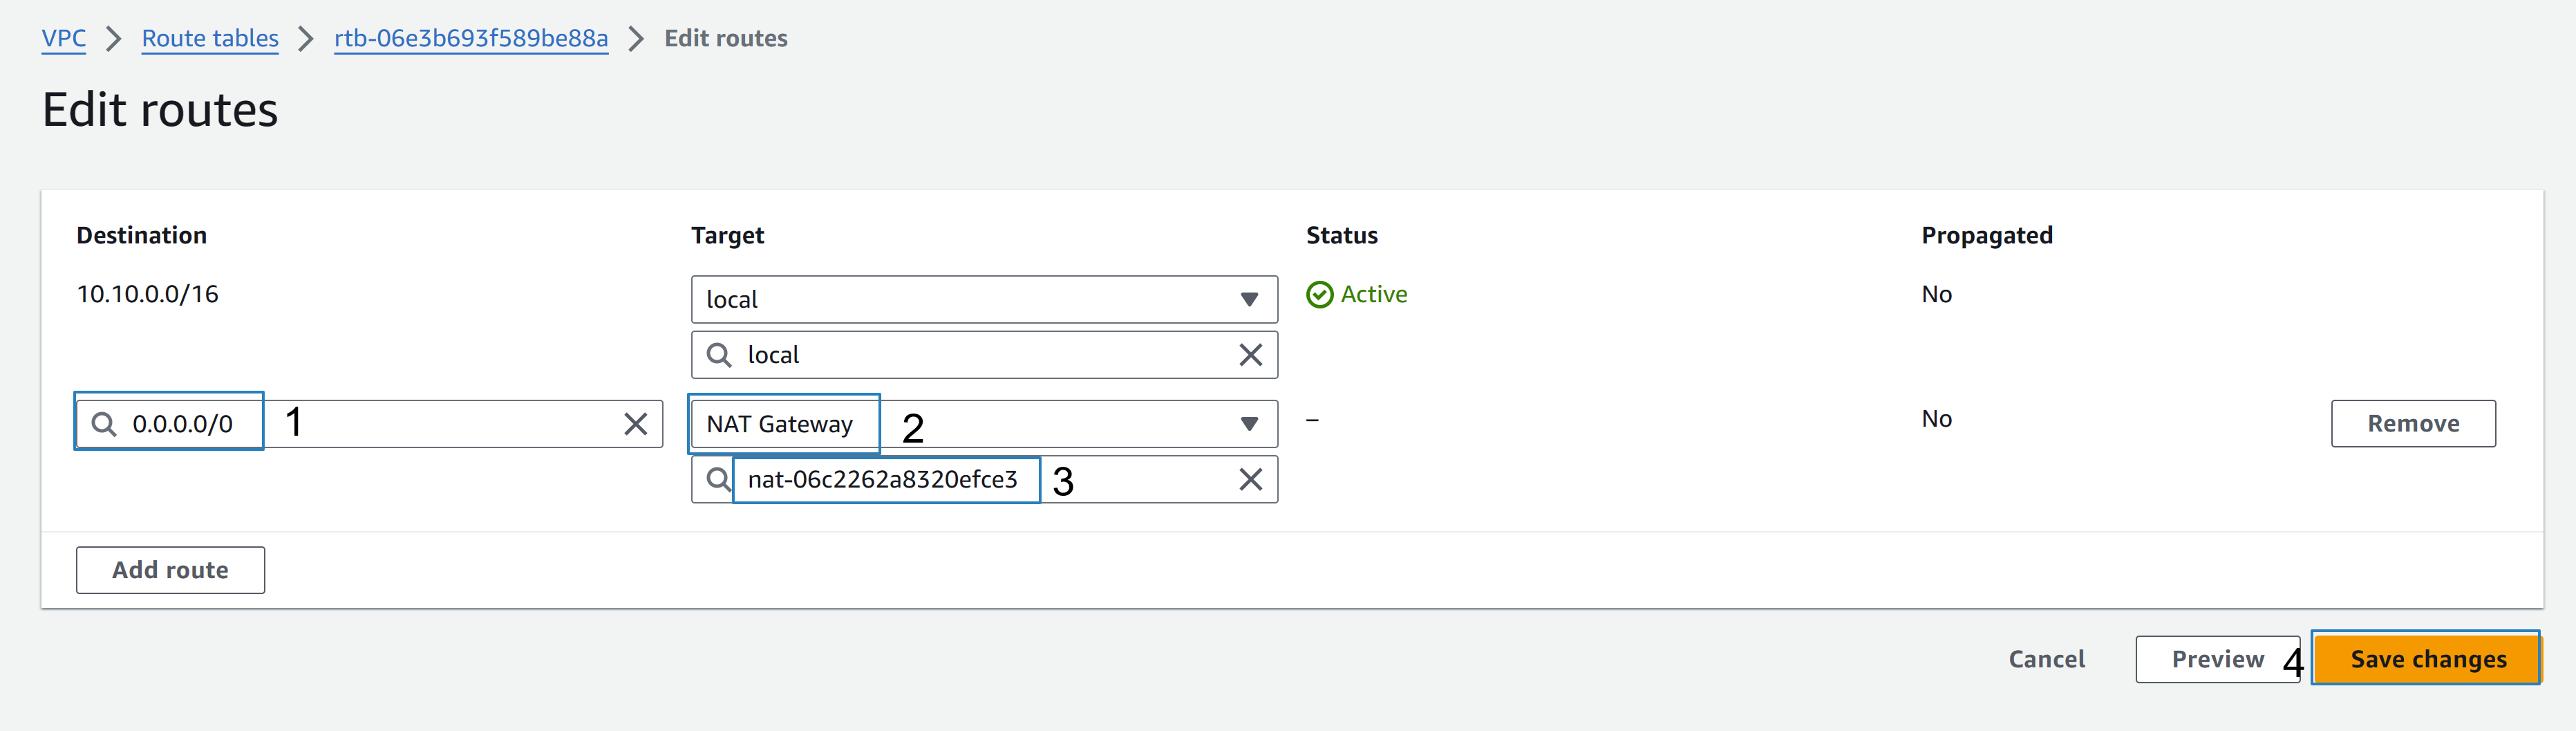 VPC > Route tables > rtb-06e3b693f589be88a > Edit routes
Edit routes
Destination Target Status Propagated
10.10.0.0/16 local Active No
local
0.0.0.0/0 1 NAT Gateway 2 – No Remove
nat-06c2262a8320efce3 3
Add route
Cancel Preview 4 Save changes